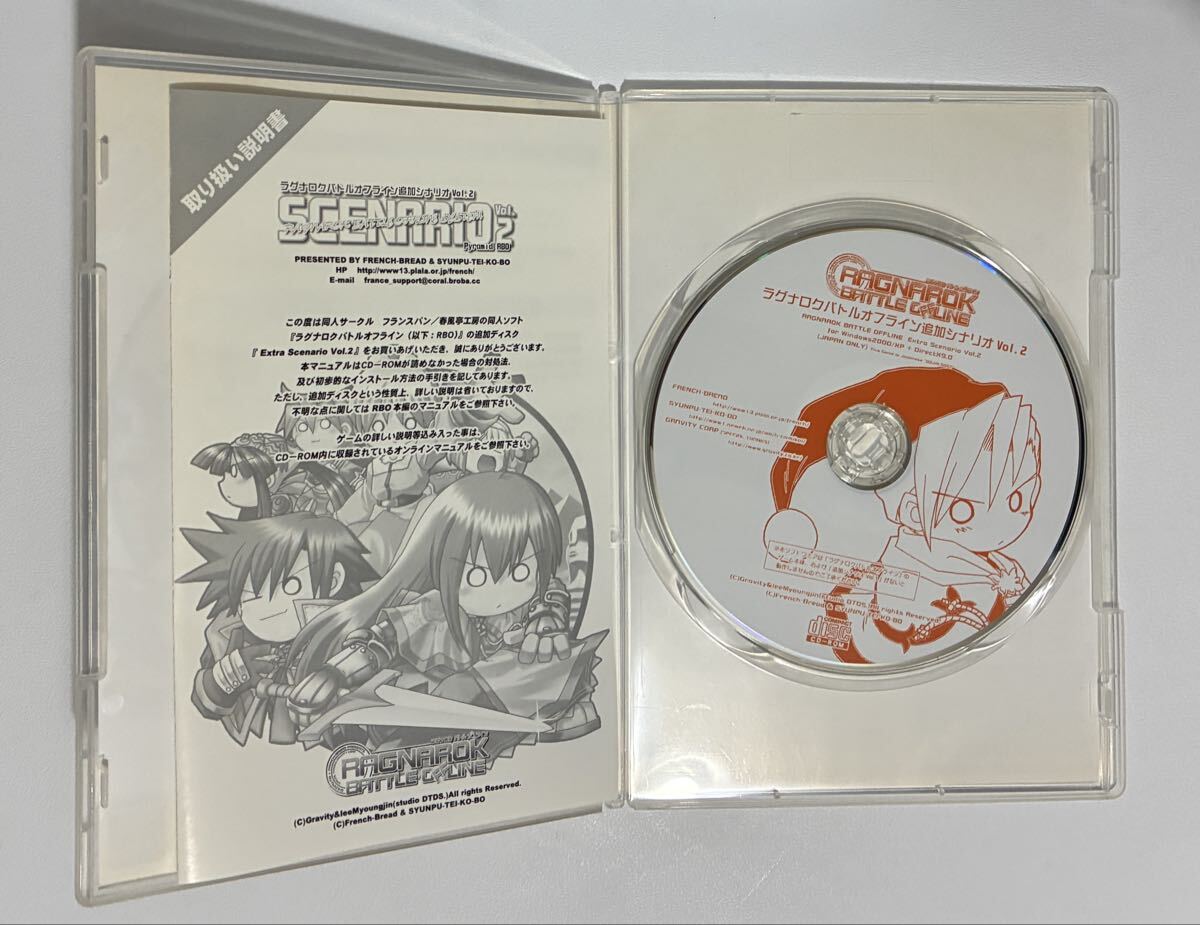 取り扱い説明書
ラグナロクバトルオフライン追加シナリオVol.2
SCENARIO Vol.2
Pyramid RBO
PRESENTED BY FRENCH-BREAD & SYUNPU-TEI-KO-BO
HP http://www13.plala.or.jp/french/
E-mail france_support@coral.broba.cc
この度は同人サークル フランスパン/春風亭工房の同人ソフト
『ラグナロクバトルオフライン(以下:RBO)』の追加ディスク
『 Extra Scenario Vol.2 』をお買いあげいただき、誠にありがとうございます。
本マニュアルはCD-ROMが読めなかった場合の対処法、
及び初歩的なインストール方法の手引きを記してあります。
ただし、追加ディスクという性質上、詳しい説明は省いておりますので、
不明な点に関しては RBO 本編のマニュアルをご参照下さい。
ゲームの詳しい説明等込み入った事は、
CD-ROM内に収録されているオンラインマニュアルをご参照下さい。
RAGNAROK
BATTLE OFFLINE
(C)Gravity&leeMyoungjin(studio DTDS.)All rights Reserved.
(C)French-Bread & SYUNPU-TEI-KO-BO
RAGNAROK
BATTLE OFFLINE
ラグナロクバトルオフライン追加シナリオ Vol.2
RAGNAROK BATTLE OFFLINE Extra Scenario Vol.2
for Windows2000/XP + DirectX9.0
(JAPAN ONLY)
FRENCH-BREAD
http://www13.plala.or.jp/french/
SYUNPU-TEI-KO-BO
GRAVITY CORP
http://www.gravity.co.kr/
(C)Gravity&leeMyoungjin(studio DTDS.)All rights Reserved.
(C)French-Bread & SYUNPU-TEI-KO-BO
COMPACT
disc
CD-ROM